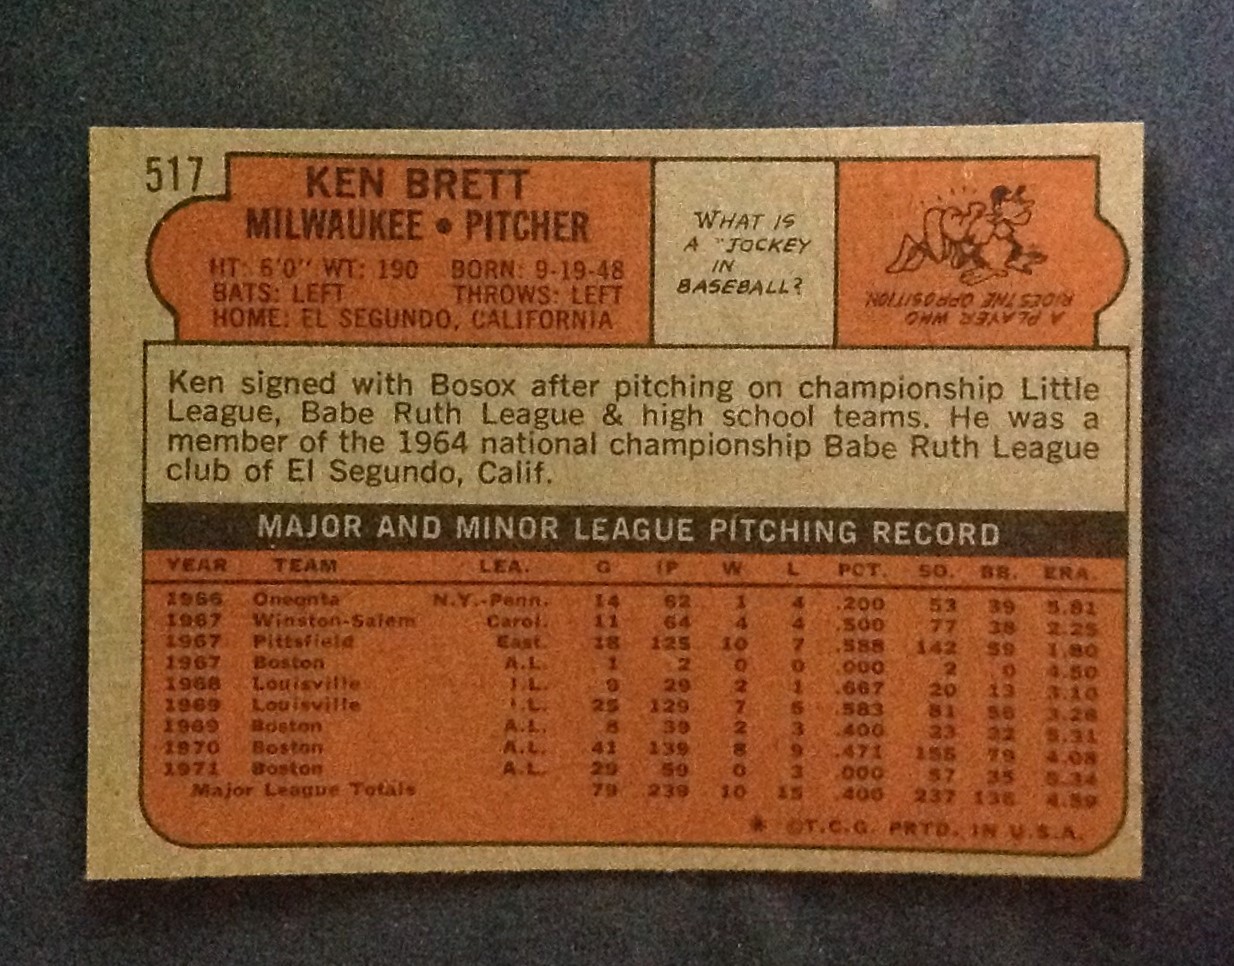 517
KEN BRETT
MILWAUKEE • PITCHER
HT: 6'0" WT: 190 BORN: 9-19-48
BATS: LEFT THROWS: LEFT
HOME: EL SEGUNDO, CALIFORNIA
WHAT IS
A "JOCKEY
IN
BASEBALL?
A PLAYER WHO
RIDES THE OPPOSITION.
Ken signed with Bosox after pitching on championship Little
League, Babe Ruth League & high school teams. He was a
member of the 1964 national championship Babe Ruth League
club of El Segundo, Calif.
MAJOR AND MINOR LEAGUE PITCHING RECORD
YEAR TEAM LEA. G IP W L PCT. SO. BB. ERA.
1966 Oneonta N.Y.-Penn. 14 62 1 4 .200 53 39 5.81
1967 Winston-Salem Carol. 11 64 4 4 .500 77 38 2.25
1967 Pittsfield East. 18 125 10 7 .588 142 59 1.80
1967 Boston A.L. 1 2 0 0 .000 2 0 4.50
1968 Louisville I.L. 9 29 2 1 .667 20 13 3.10
1969 Louisville I.L. 25 129 7 5 .583 81 56 3.28
1969 Boston A.L. 8 39 2 3 .400 23 22 5.31
1970 Boston A.L. 41 139 8 9 .471 155 79 4.08
1971 Boston A.L. 29 59 0 3 .000 57 35 5.34
Major League Totals 79 239 10 15 .400 237 136 4.59
* ©T.C.G. PRTD. IN U.S.A.